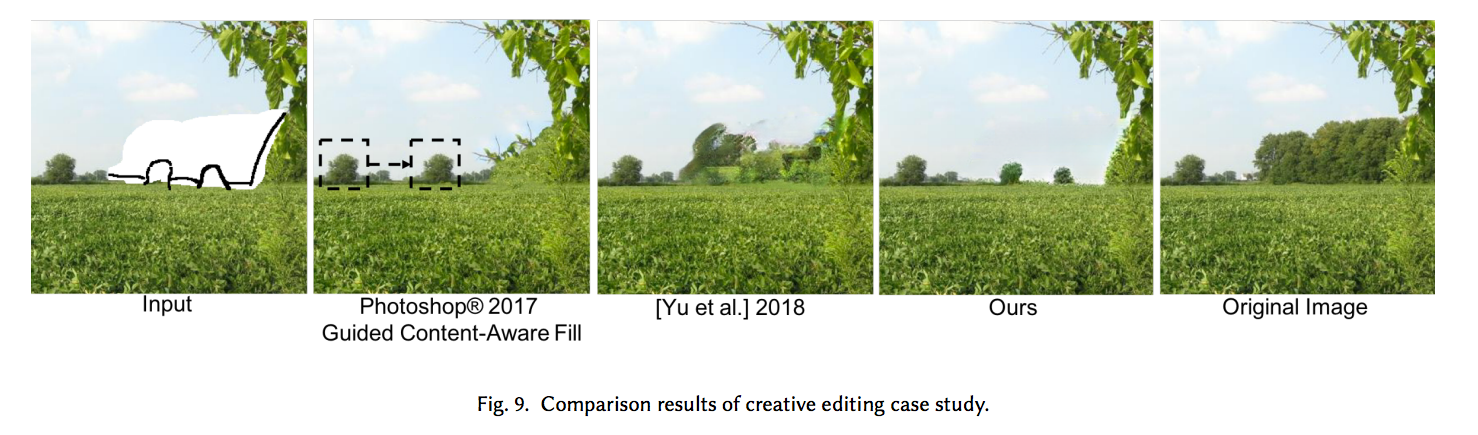 Input
Photoshop® 2017
Guided Content-Aware Fill
[Yu et al.] 2018
Ours
Original Image
Fig. 9. Comparison results of creative editing case study.